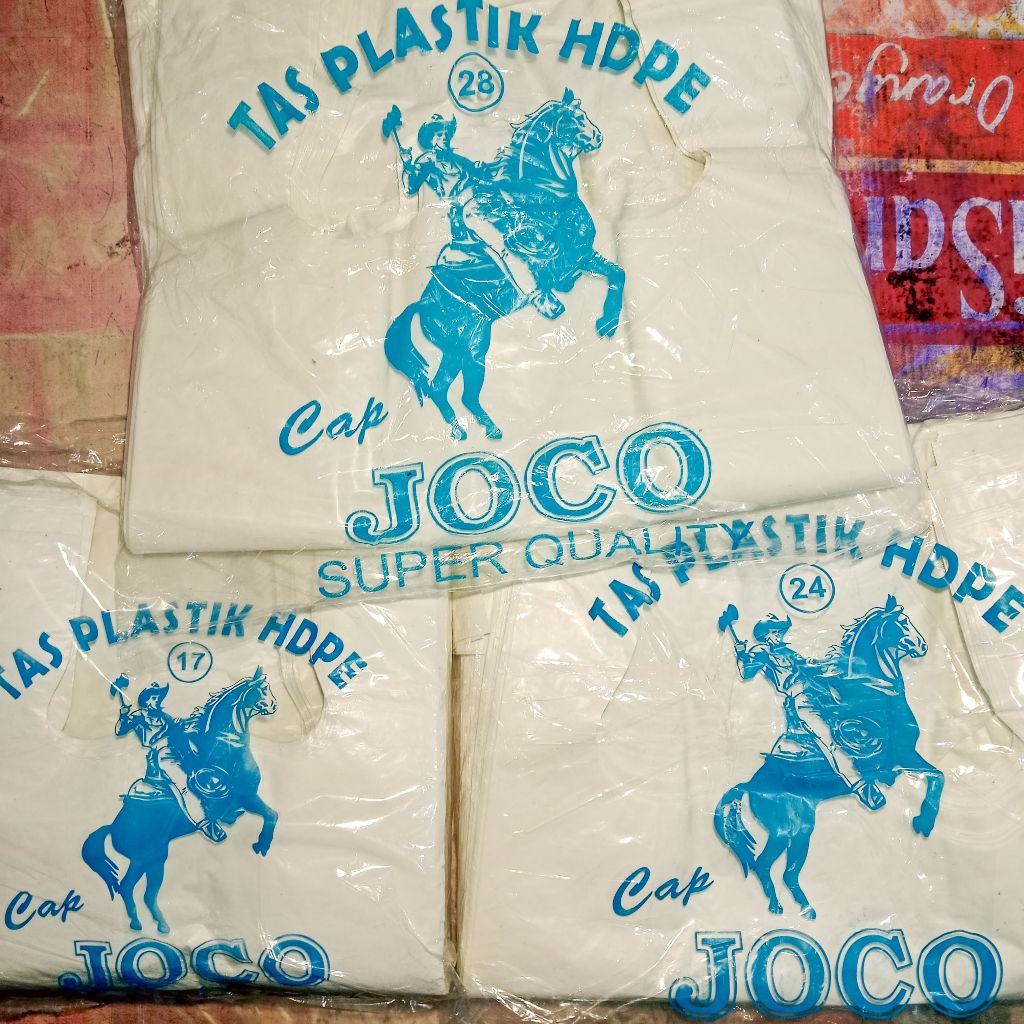 TAS PLASTIK HDPE
28
Cap
JOCO
SUPER QUALITY
TAS PLASTIK HDPE
17
Cap
JOCO
TAS PLASTIK HDPE
24
Cap
JOCO
Orange